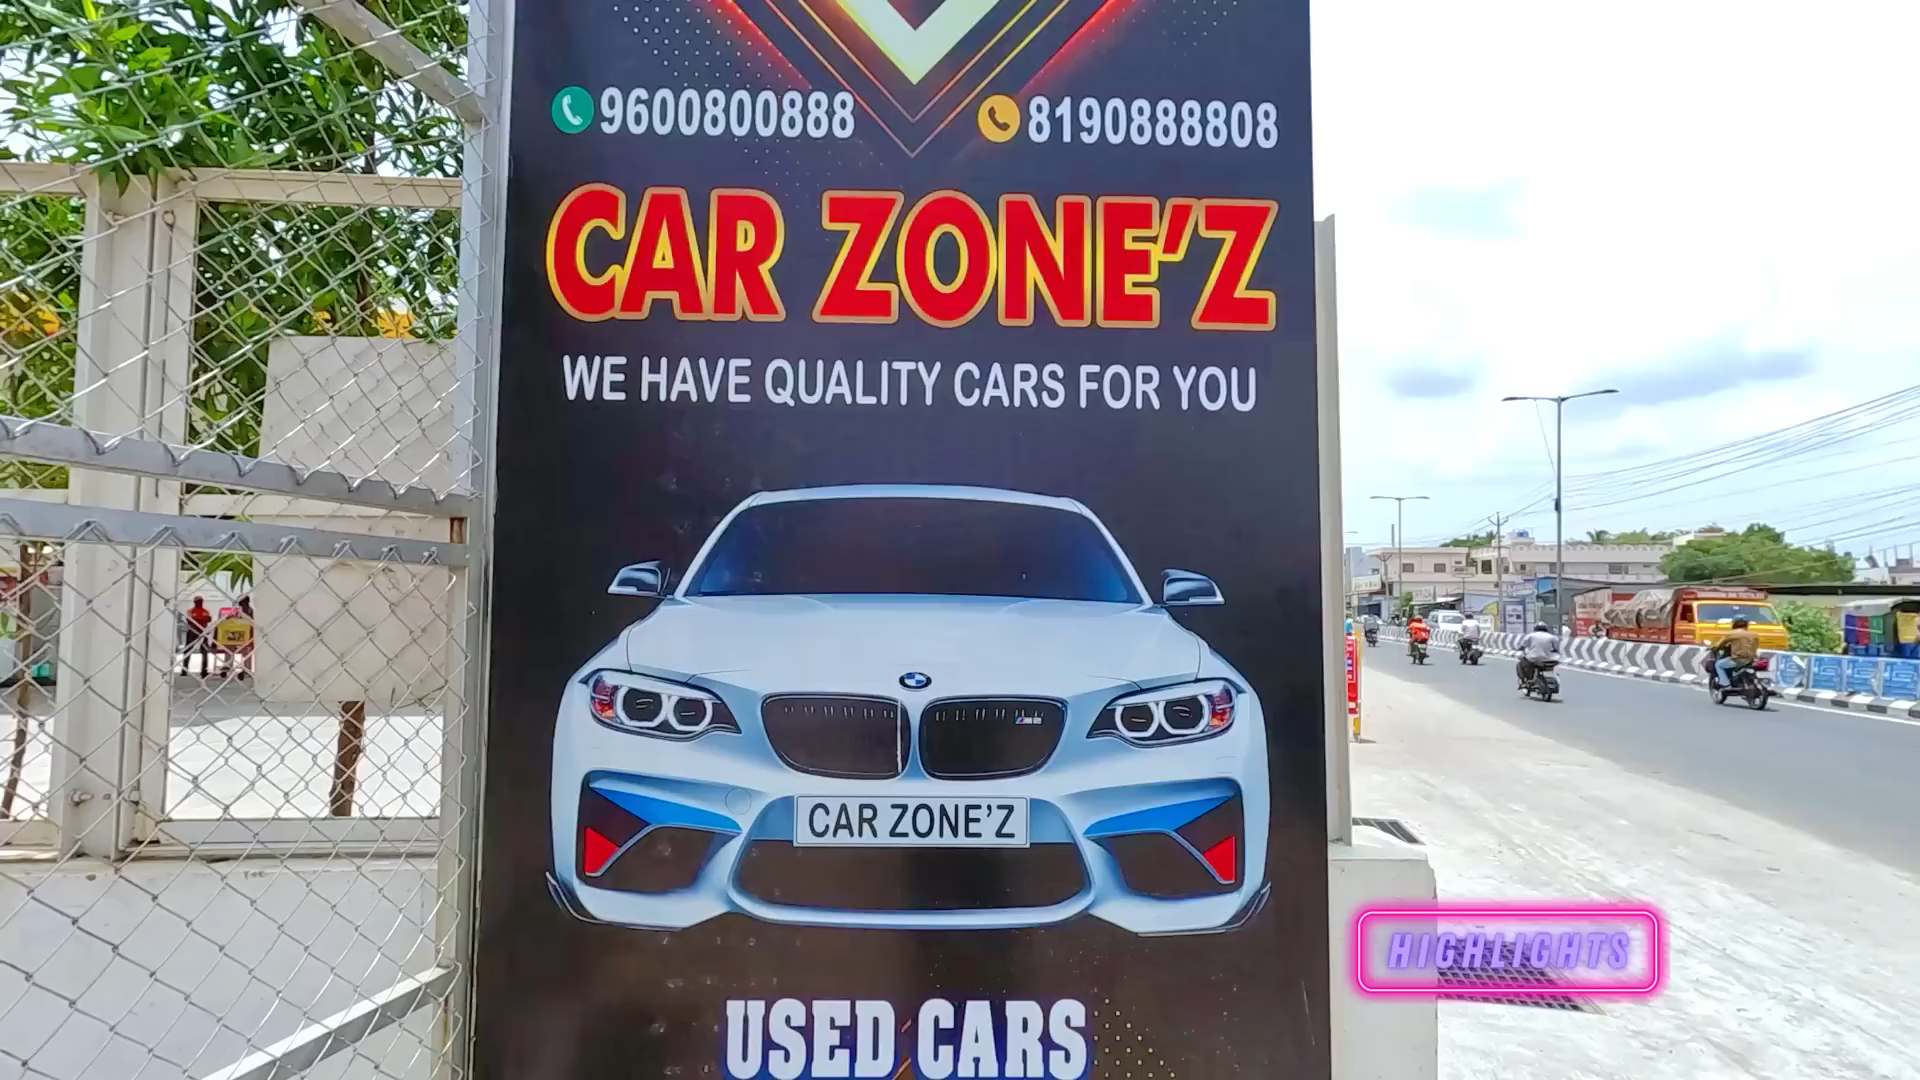 9600800888 8190888808
CAR ZONE'Z
WE HAVE QUALITY CARS FOR YOU
CAR ZONE'Z
HIGHLIGHTS
USED CARS